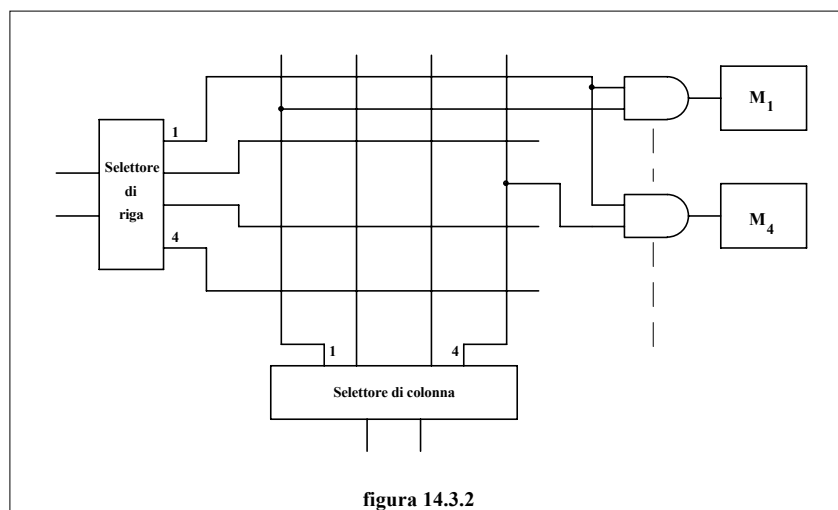 M1
1
Selettore
di
riga
4
M4
1
4
Selettore di colonna
figura 14.3.2